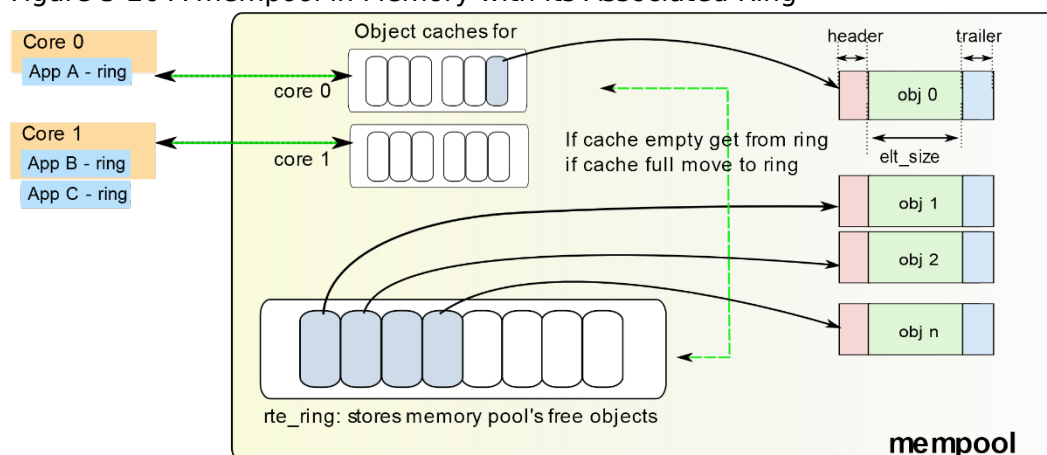 Core 0
App A - ring
Core 1
App B - ring
App C - ring
Object caches for
core 0
core 1
If cache empty get from ring
if cache full move to ring
header
trailer
obj 0
elt_size
obj 1
obj 2
obj n
rte_ring: stores memory pool's free objects
mempool